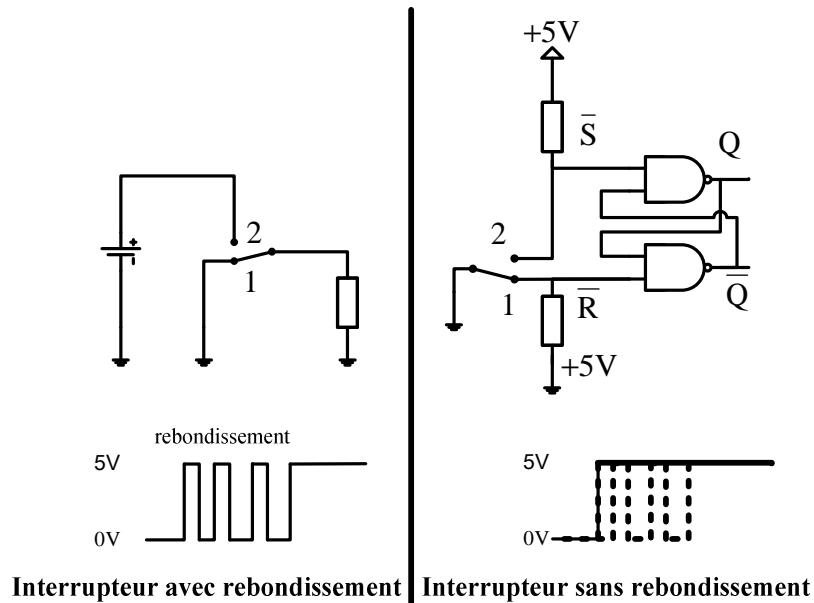 2
1
+
-
rebondissement
5V
0V
Interrupteur avec rebondissement
+5V
S̅
Q
2
1
R̅
Q̅
+5V
5V
0V
Interrupteur sans rebondissement